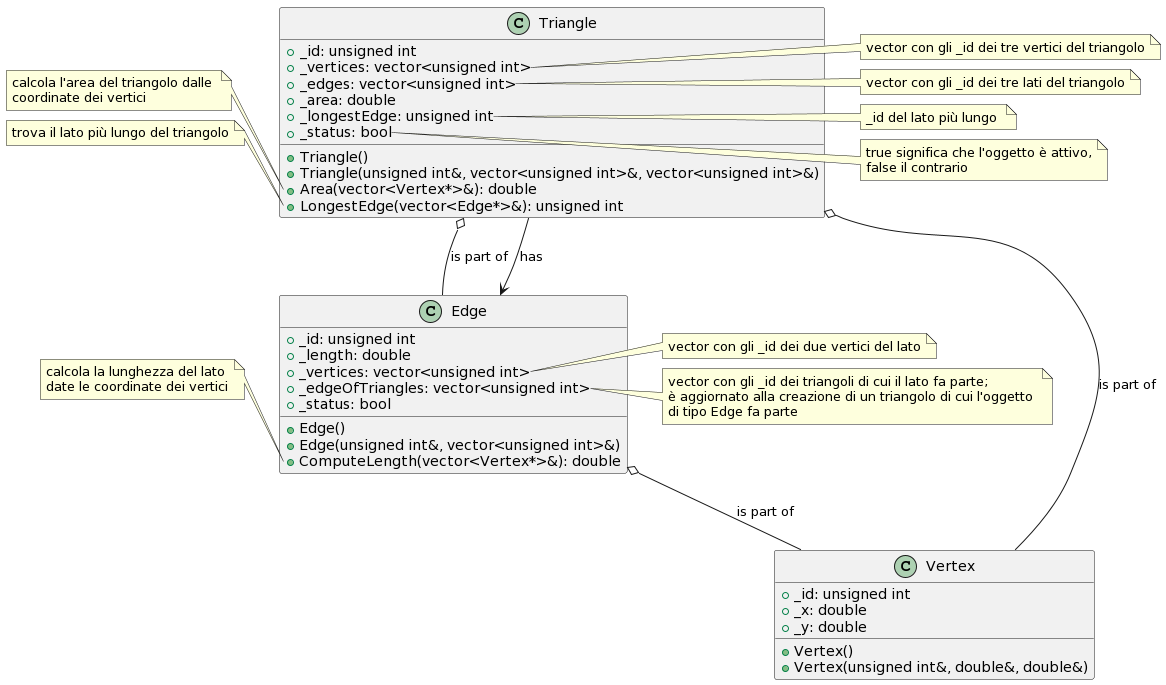 C Triangle
_id: unsigned int
_vertices: vector<unsigned int>
_edges: vector<unsigned int>
_area: double
_longestEdge: unsigned int
_status: bool
Triangle()
Triangle(unsigned int&, vector<unsigned int>&, vector<unsigned int>&)
Area(vector<Vertex*>&): double
LongestEdge(vector<Edge*>&): unsigned int
vector con gli _id dei tre vertici del triangolo
vector con gli _id dei tre lati del triangolo
_id del lato più lungo
true significa che l'oggetto è attivo,
false il contrario
calcola l'area del triangolo dalle
coordinate dei vertici
trova il lato più lungo del triangolo
is part of
has
is part of
C Edge
_id: unsigned int
_length: double
_vertices: vector<unsigned int>
_edgeOfTriangles: vector<unsigned int>
_status: bool
Edge()
Edge(unsigned int&, vector<unsigned int>&)
ComputeLength(vector<Vertex*>&): double
vector con gli _id dei due vertici del lato
vector con gli _id dei triangoli di cui il lato fa parte;
è aggiornato alla creazione di un triangolo di cui l'oggetto
di tipo Edge fa parte
calcola la lunghezza del lato
date le coordinate dei vertici
is part of
C Vertex
_id: unsigned int
_x: double
_y: double
Vertex()
Vertex(unsigned int&, double&, double&)